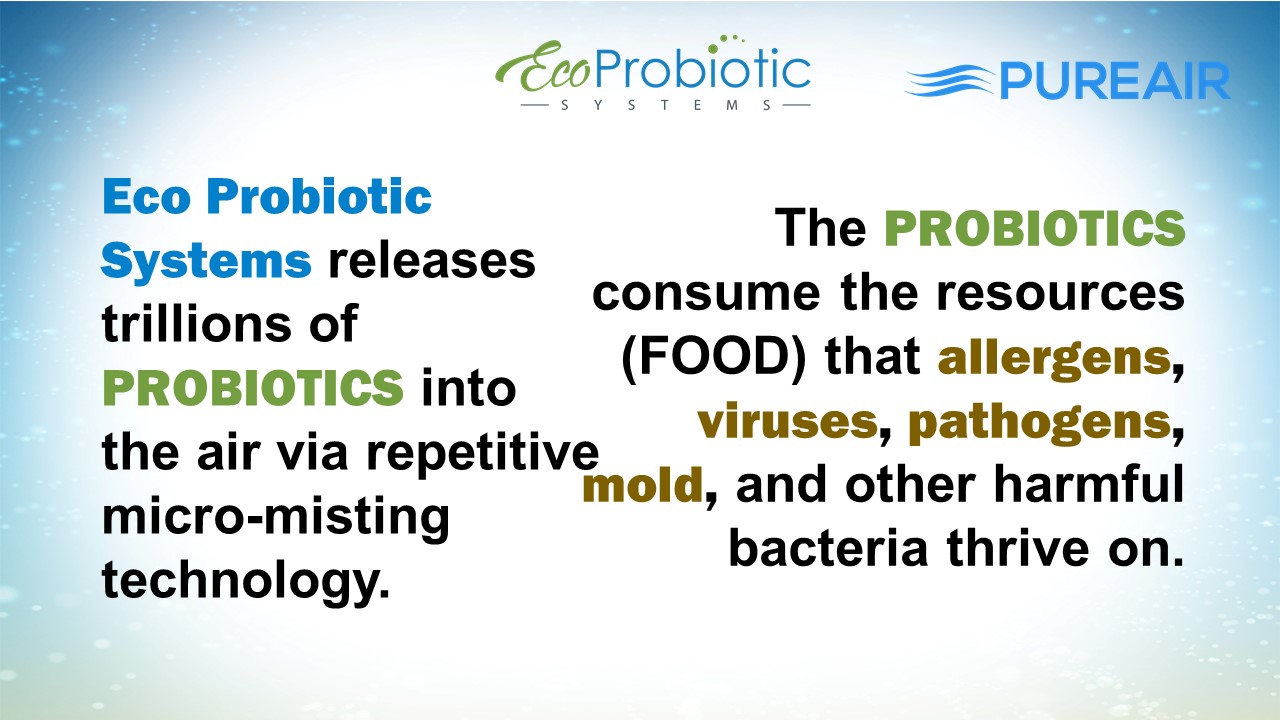 EcoProbiotic
SYSTEMS
PUREAIR
Eco Probiotic
Systems releases
trillions of
PROBIOTICS into
the air via repetitive
micro-misting
technology.
The PROBIOTICS
consume the resources
(FOOD) that allergens,
viruses, pathogens,
mold, and other harmful
bacteria thrive on.